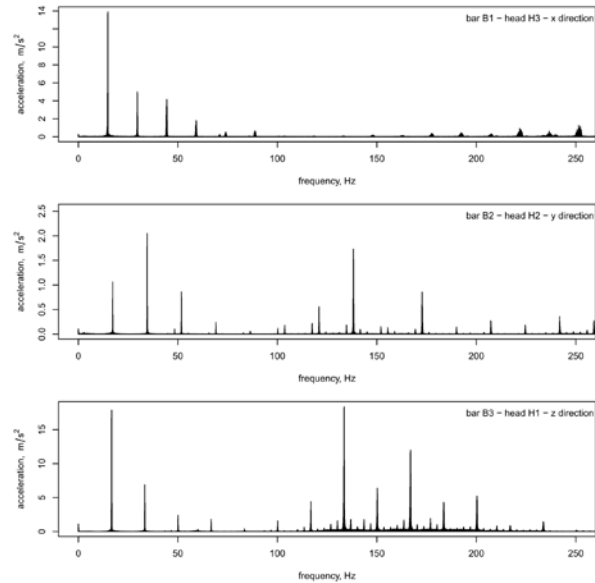 bar B1 − head H3 − x direction
acceleration, m/s²
14
10
8
6
4
2
0
0 50 100 150 200 250
frequency, Hz
bar B2 − head H2 − y direction
acceleration, m/s²
2.5
2.0
1.5
1.0
0.5
0.0
0 50 100 150 200 250
frequency, Hz
bar B3 − head H1 − z direction
acceleration, m/s²
15
10
5
0
0 50 100 150 200 250
frequency, Hz